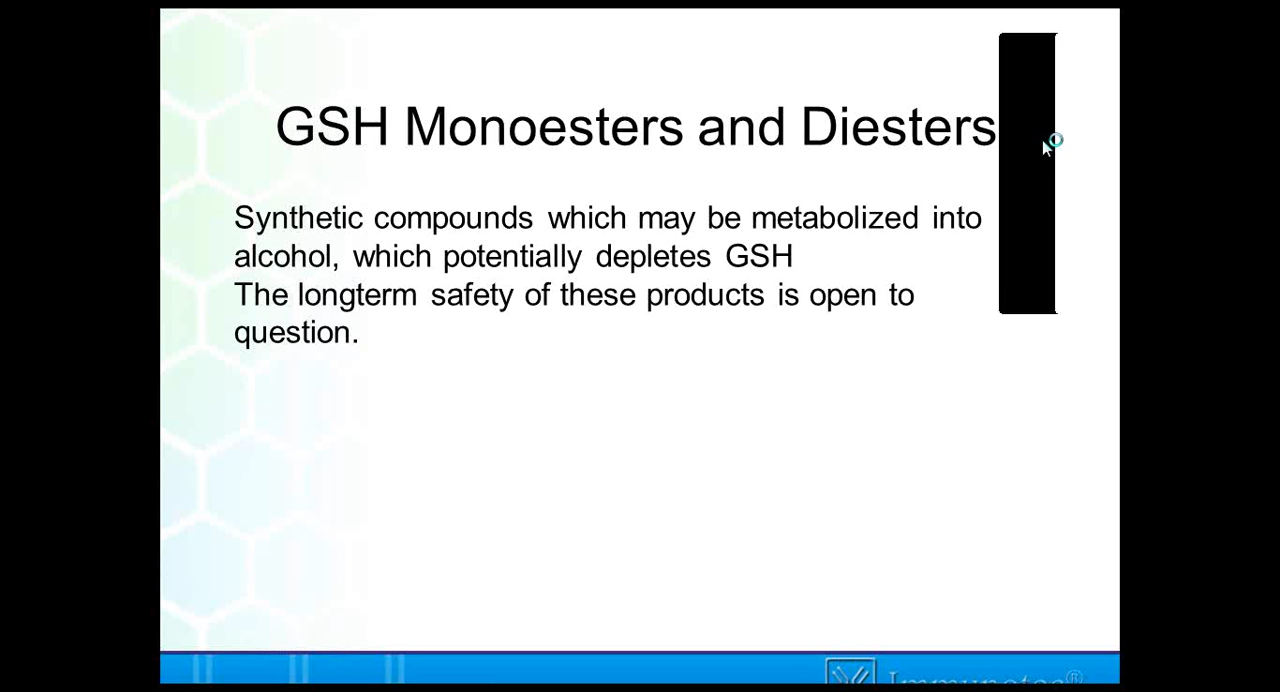 GSH Monoesters and Diesters
Synthetic compounds which may be metabolized into
alcohol, which potentially depletes GSH
The longterm safety of these products is open to
question.
Immunotec®